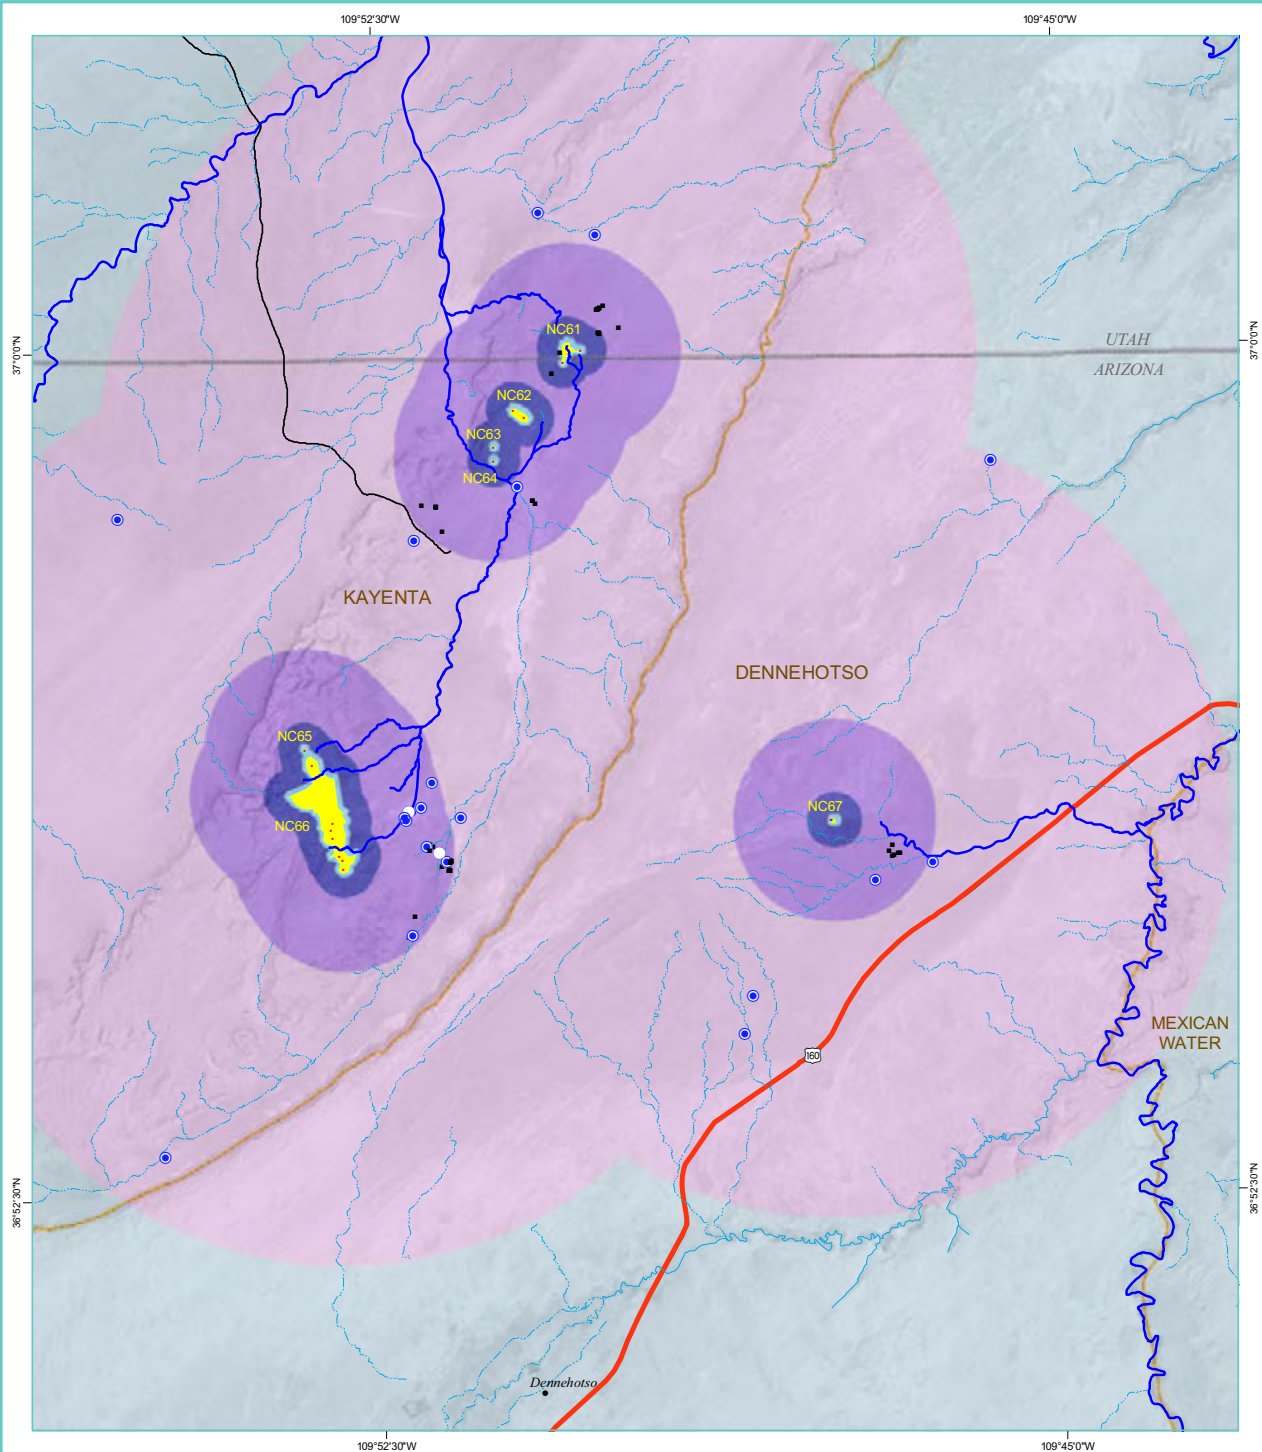 109°52'30"W
109°45'0"W
NC61
37°0'0"N
37°0'0"N
UTAH
ARIZONA
NC62
NC63
NC64
KAYENTA
DENNEHOTSO
NC65
NC67
NC66
MEXICAN
WATER
160
36°52'30"N
36°52'30"N
Dennehotso
109°52'30"W
109°45'0"W